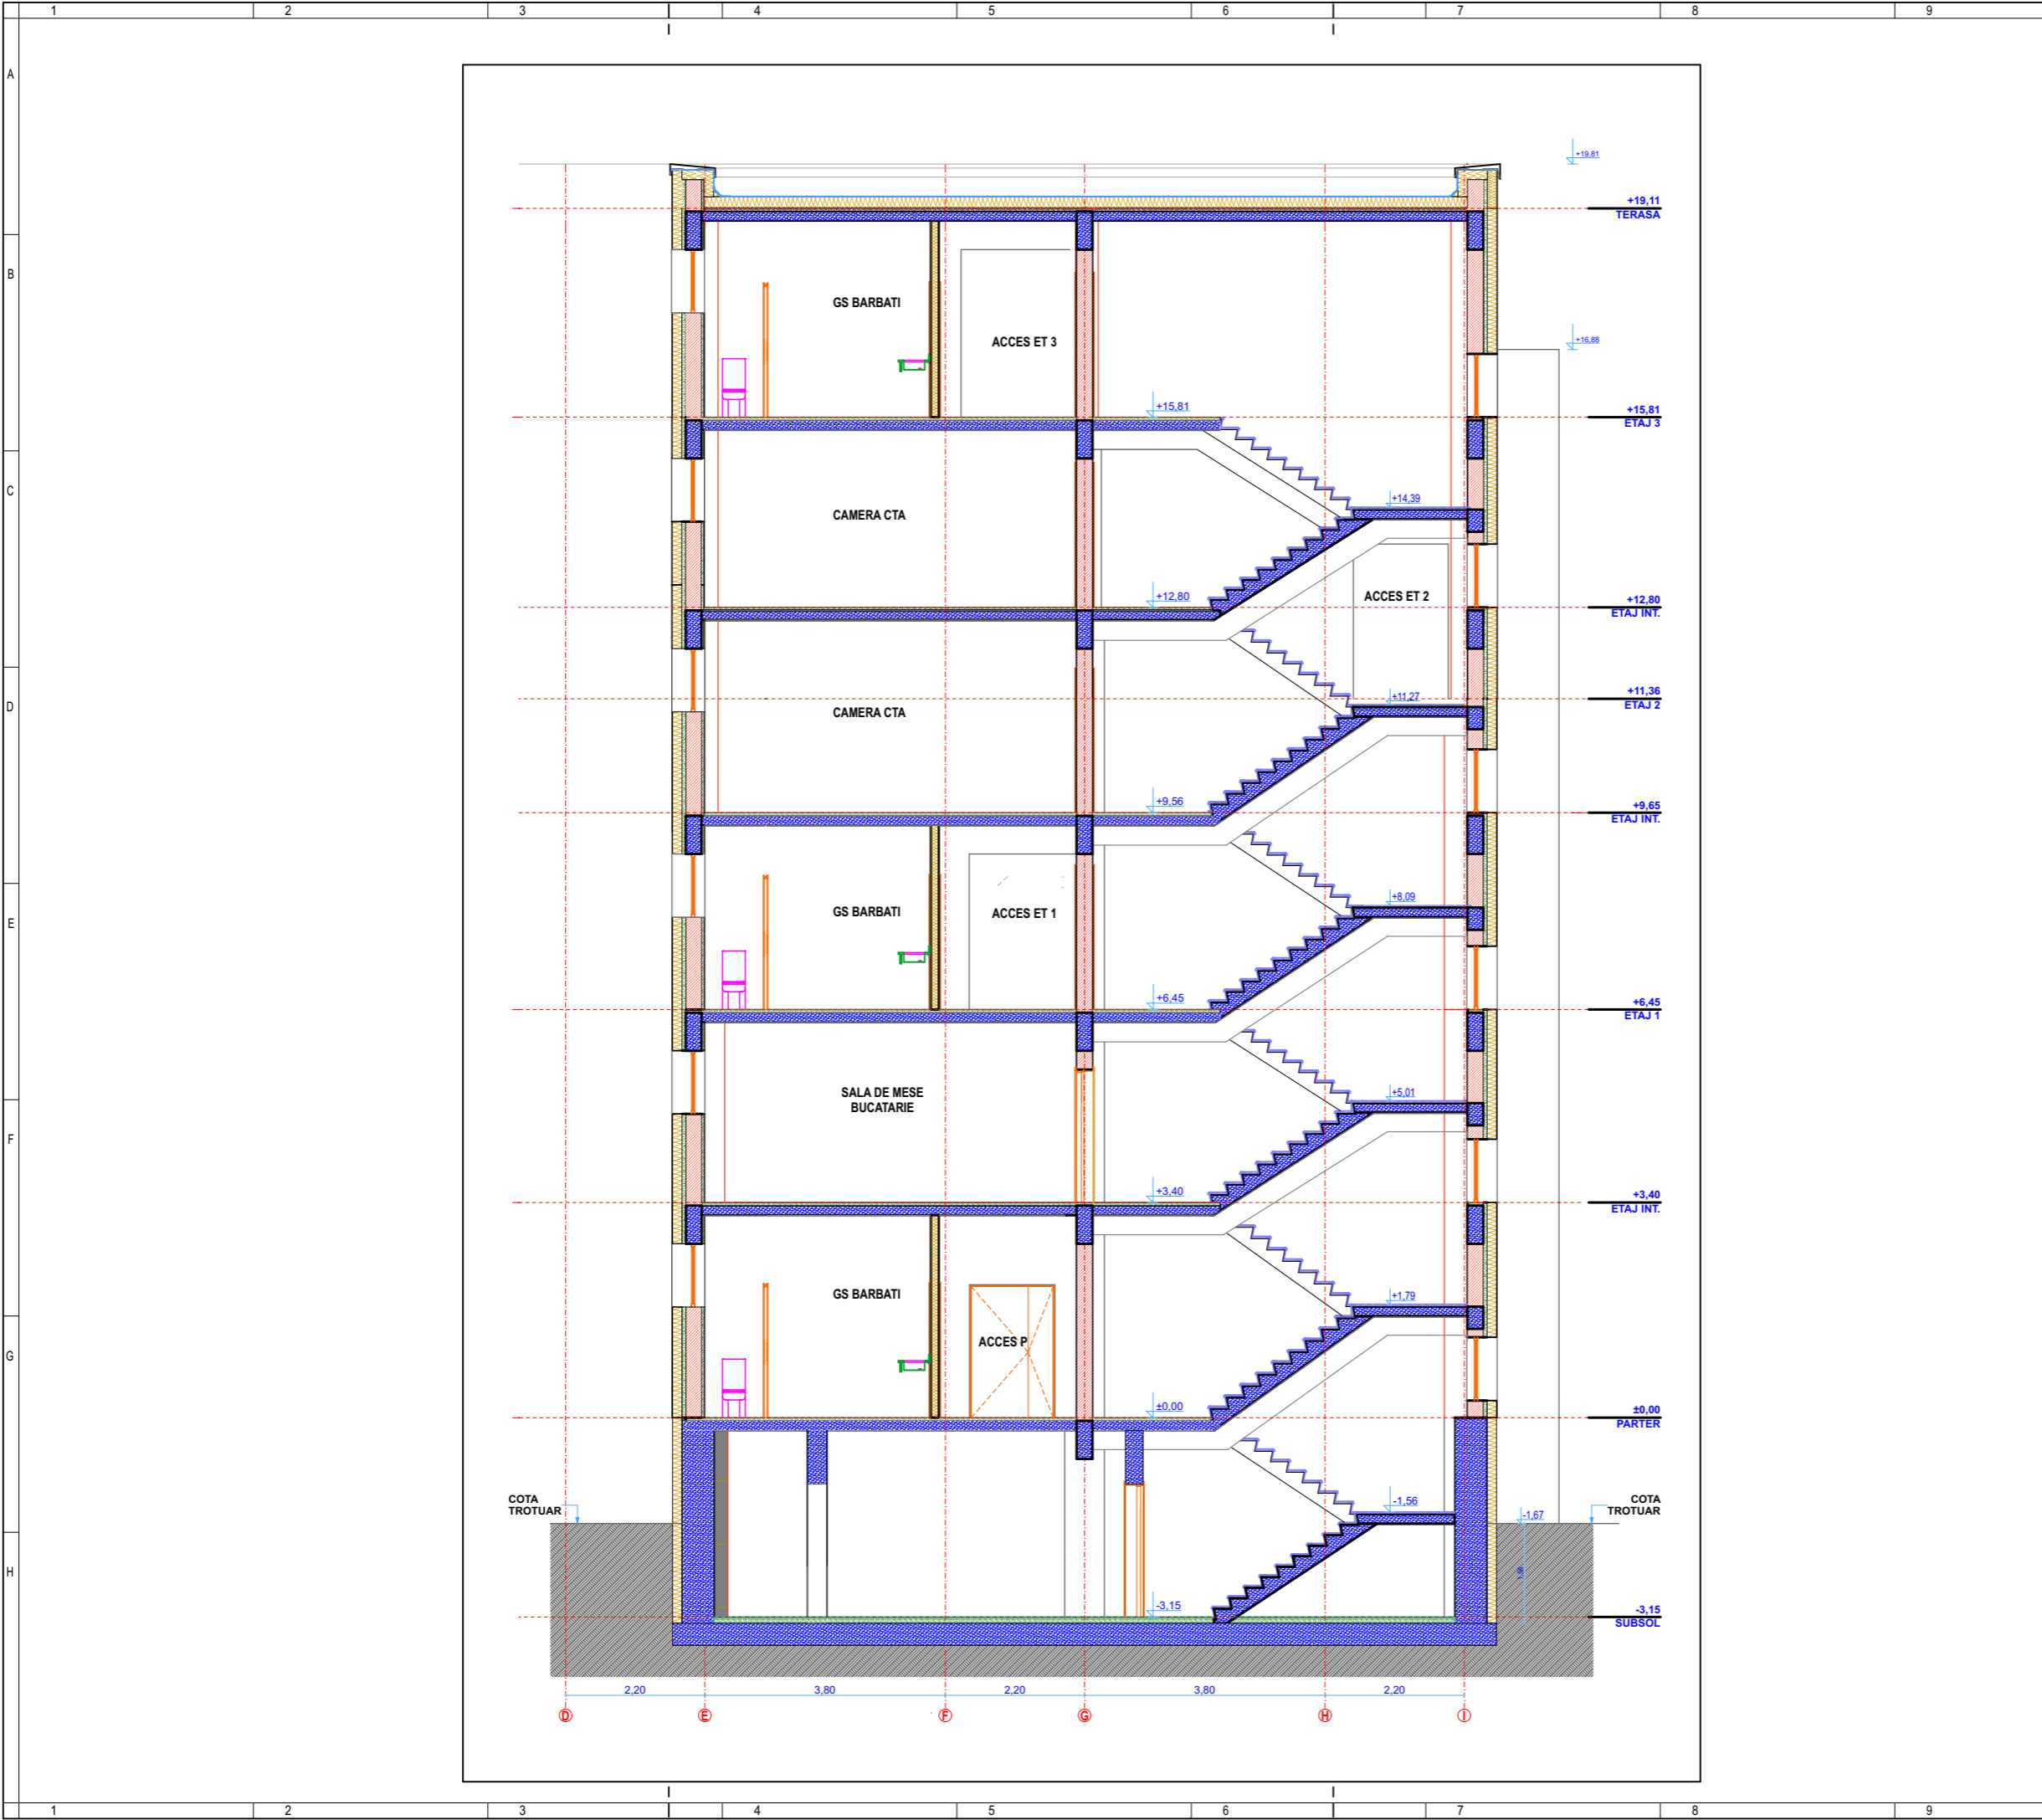 1 2 3 4 5 6 7 8 9
A
B
C
D
E
F
G
H
+19,81
+19,11
TERASA
GS BARBATI
ACCES ET 3
+16,88
+15,81
+15,81
ETAJ 3
CAMERA CTA
+14,39
ACCES ET 2
+12,80
+12,80
ETAJ INT.
+11,27
+11,36
ETAJ 2
CAMERA CTA
+9,56
+9,65
ETAJ INT.
GS BARBATI
ACCES ET 1
+8,09
+6,45
+6,45
ETAJ 1
SALA DE MESE
BUCATARIE
+5,01
+3,40
+3,40
ETAJ INT.
GS BARBATI
ACCES P
+1,79
±0,00
±0,00
PARTER
COTA
TROTUAR
-1,56
-1,67
COTA
TROTUAR
-3,15
-3,15
SUBSOL
2,20 3,80 2,20 3,80 2,20
D E F G H I
1 2 3 4 5 6 7 8 9